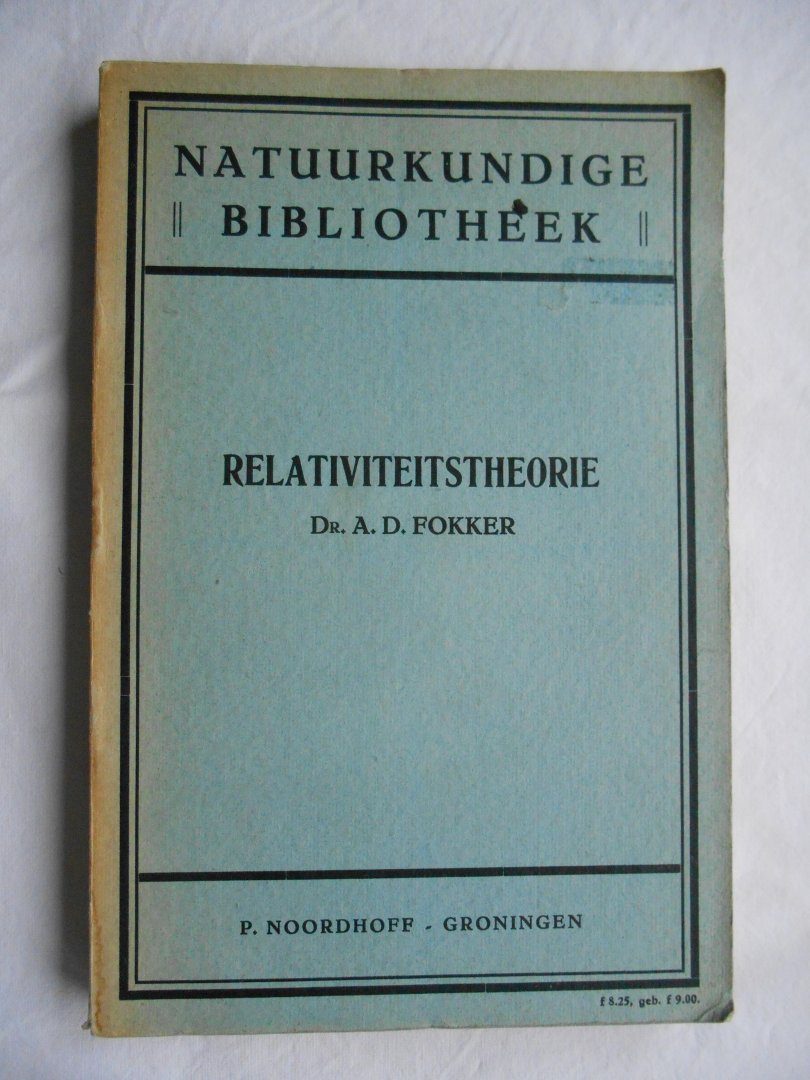 NATUURKUNDIGE
BIBLIOTHEEK
RELATIVITEITSTHEORIE
DR. A. D. FOKKER
P. NOORDHOFF - GRONINGEN
f 8.25, geb. f 9.00.